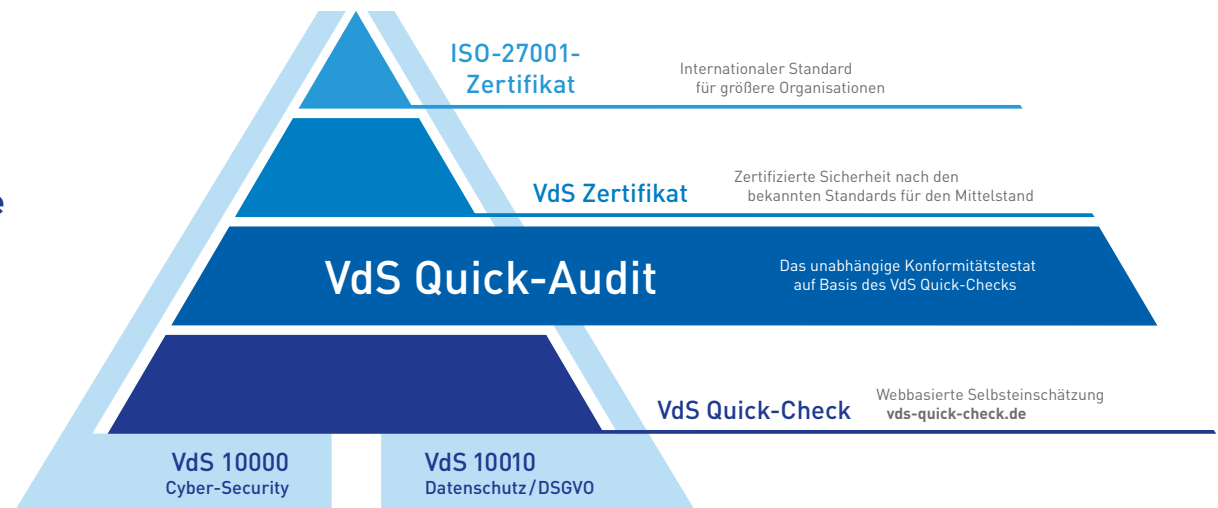 ISO-27001-
Zertifikat
Internationaler Standard
für größere Organisationen
VdS Zertifikat
Zertifizierte Sicherheit nach den
bekannten Standards für den Mittelstand
VdS Quick-Audit
Das unabhängige Konformitätstestat
auf Basis des VdS Quick-Checks
VdS Quick-Check
Webbasierte Selbsteinschätzung
vds-quick-check.de
VdS 10000
Cyber-Security
VdS 10010
Datenschutz/DSGVO